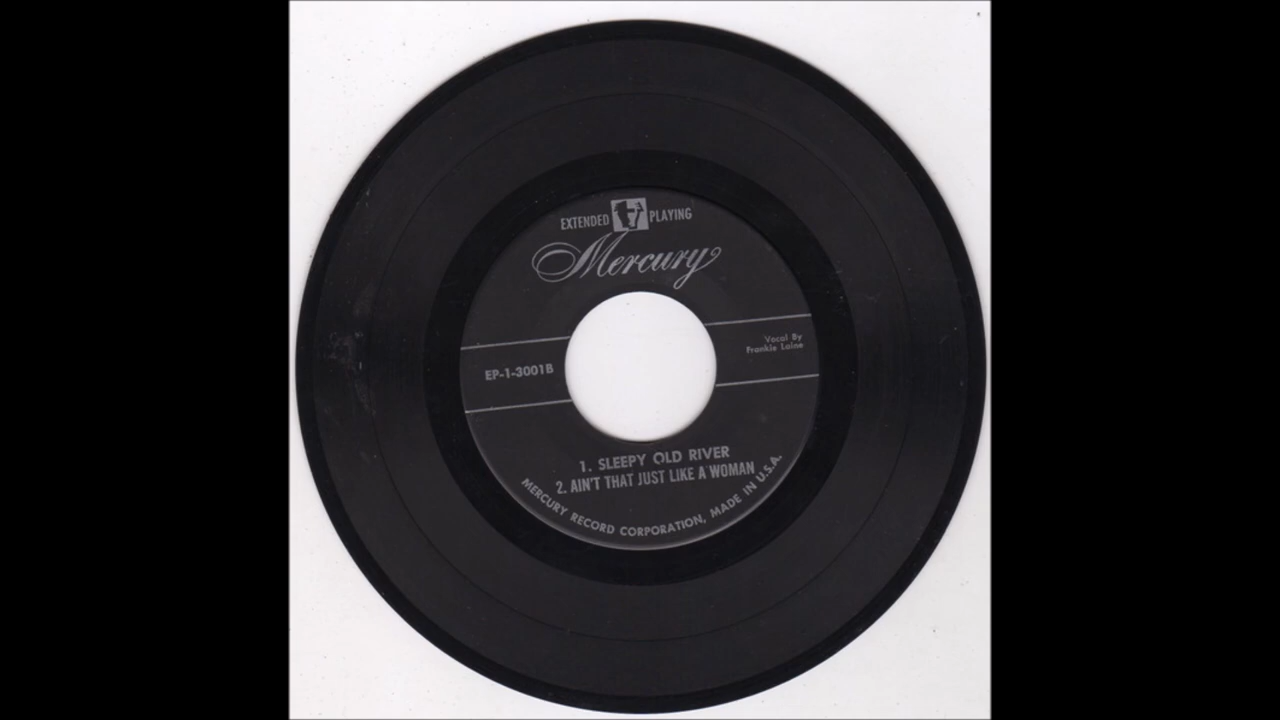 EXTENDED PLAYING
Mercury
Vocal By
Frankie Laine
EP-1-3001B
1. SLEEPY OLD RIVER
2. AIN'T THAT JUST LIKE A WOMAN
MERCURY RECORD CORPORATION, MADE IN U.S.A.